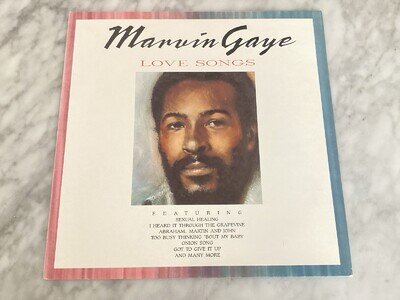 Marvin Gaye
LOVE SONGS
FEATURING
SEXUAL HEALING
I HEARD IT THROUGH THE GRAPEVINE
ABRAHAM, MARTIN AND JOHN
TOO BUSY THINKING 'BOUT MY BABY
ONION SONG
GOT TO GIVE IT UP
AND MANY MORE